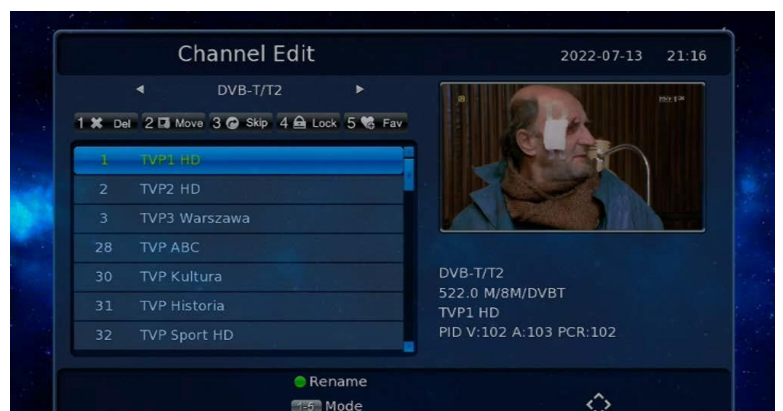 Channel Edit
2022-07-13 21:16
DVB-T/T2
1 Del 2 Move 3 Skip 4 Lock 5 Fav
1 TVP1 HD
2 TVP2 HD
3 TVP3 Warszawa
28 TVP ABC
30 TVP Kultura
31 TVP Historia
32 TVP Sport HD
DVB-T/T2
522.0 M/8M/DVBT
TVP1 HD
PID V:102 A:103 PCR:102
Rename
1-5 Mode